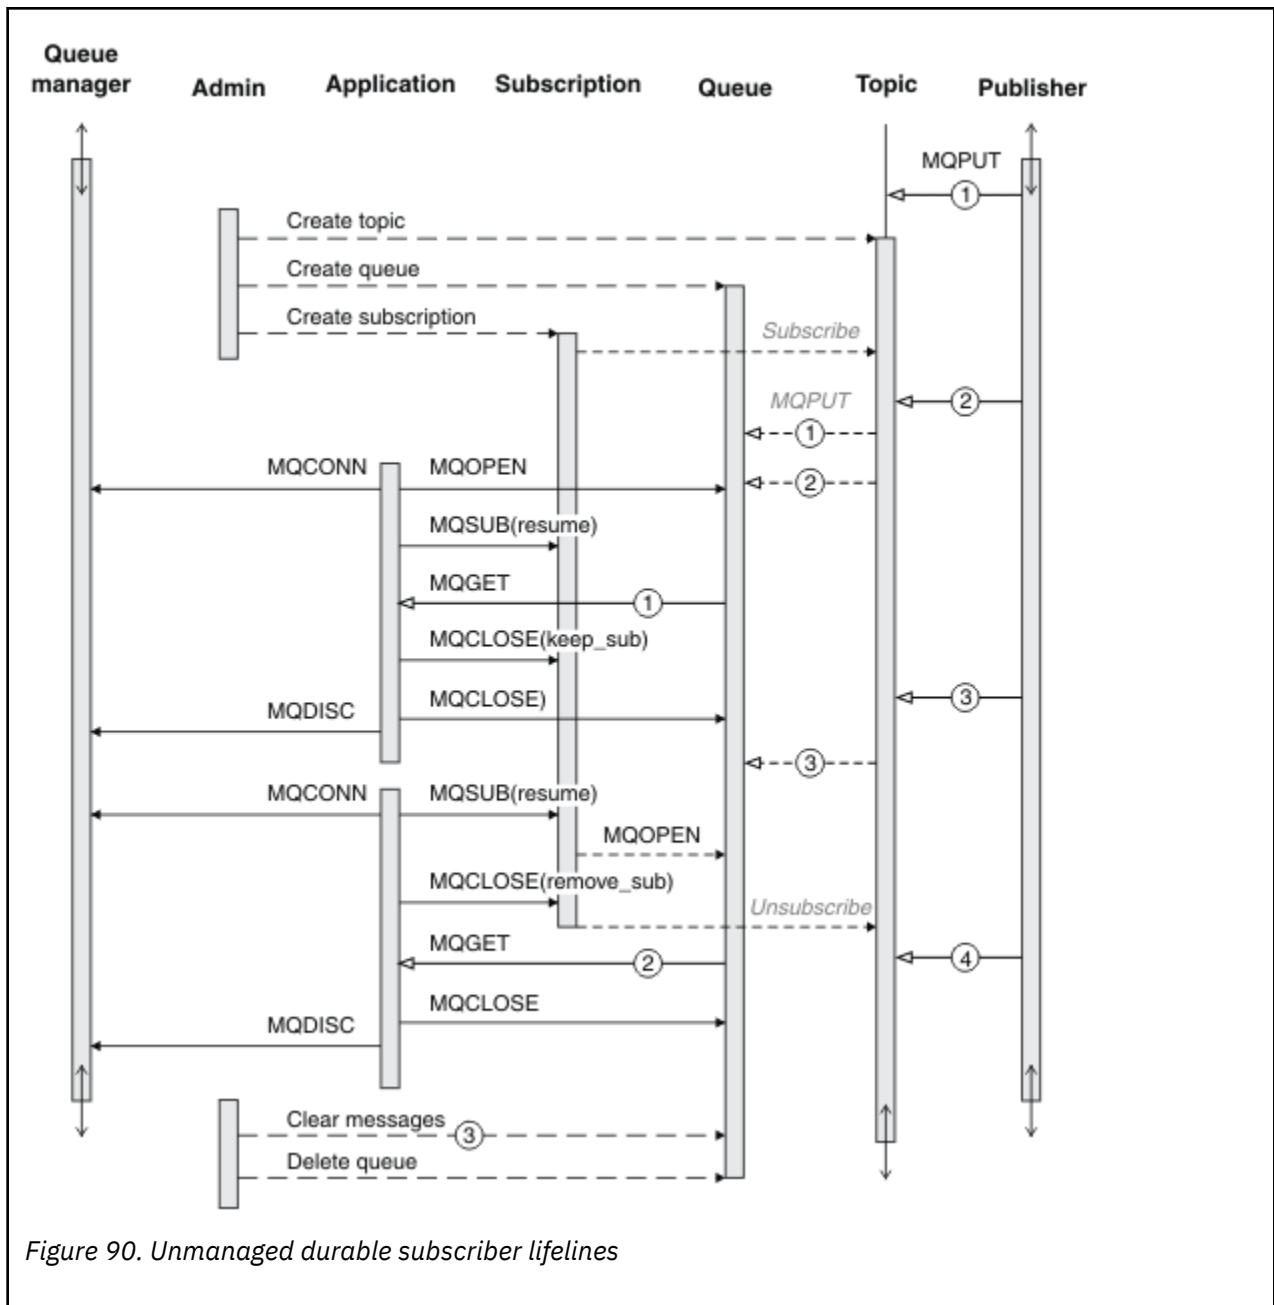 Queue
manager
Admin
Application
Subscription
Queue
Topic
Publisher
MQPUT
1
Create topic
Create queue
Create subscription
Subscribe
2
MQPUT
1
MQCONN
MQOPEN
2
MQSUB(resume)
MQGET
1
MQCLOSE(keep_sub)
3
MQDISC
MQCLOSE)
3
MQCONN
MQSUB(resume)
MQOPEN
MQCLOSE(remove_sub)
Unsubscribe
MQGET
2
4
MQCLOSE
MQDISC
Clear messages
3
Delete queue
Figure 90. Unmanaged durable subscriber lifelines